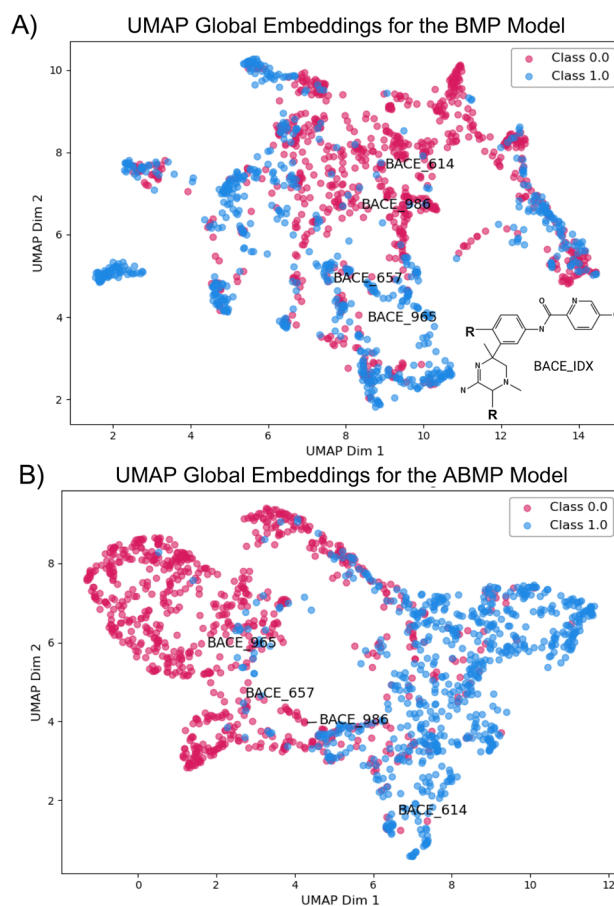 A)
UMAP Global Embeddings for the BMP Model
Class 0.0
Class 1.0
10
8
6
4
2
UMAP Dim 2
BACE_614
BACE_986
BACE_657
BACE_965
R
O
N
N
N
N
N
R
BACE_IDX
2
4
6
8
10
12
14
UMAP Dim 1
B)
UMAP Global Embeddings for the ABMP Model
Class 0.0
Class 1.0
8
6
4
2
UMAP Dim 2
BACE_965
BACE_657
BACE_986
BACE_614
0
2
4
6
8
10
12
UMAP Dim 1